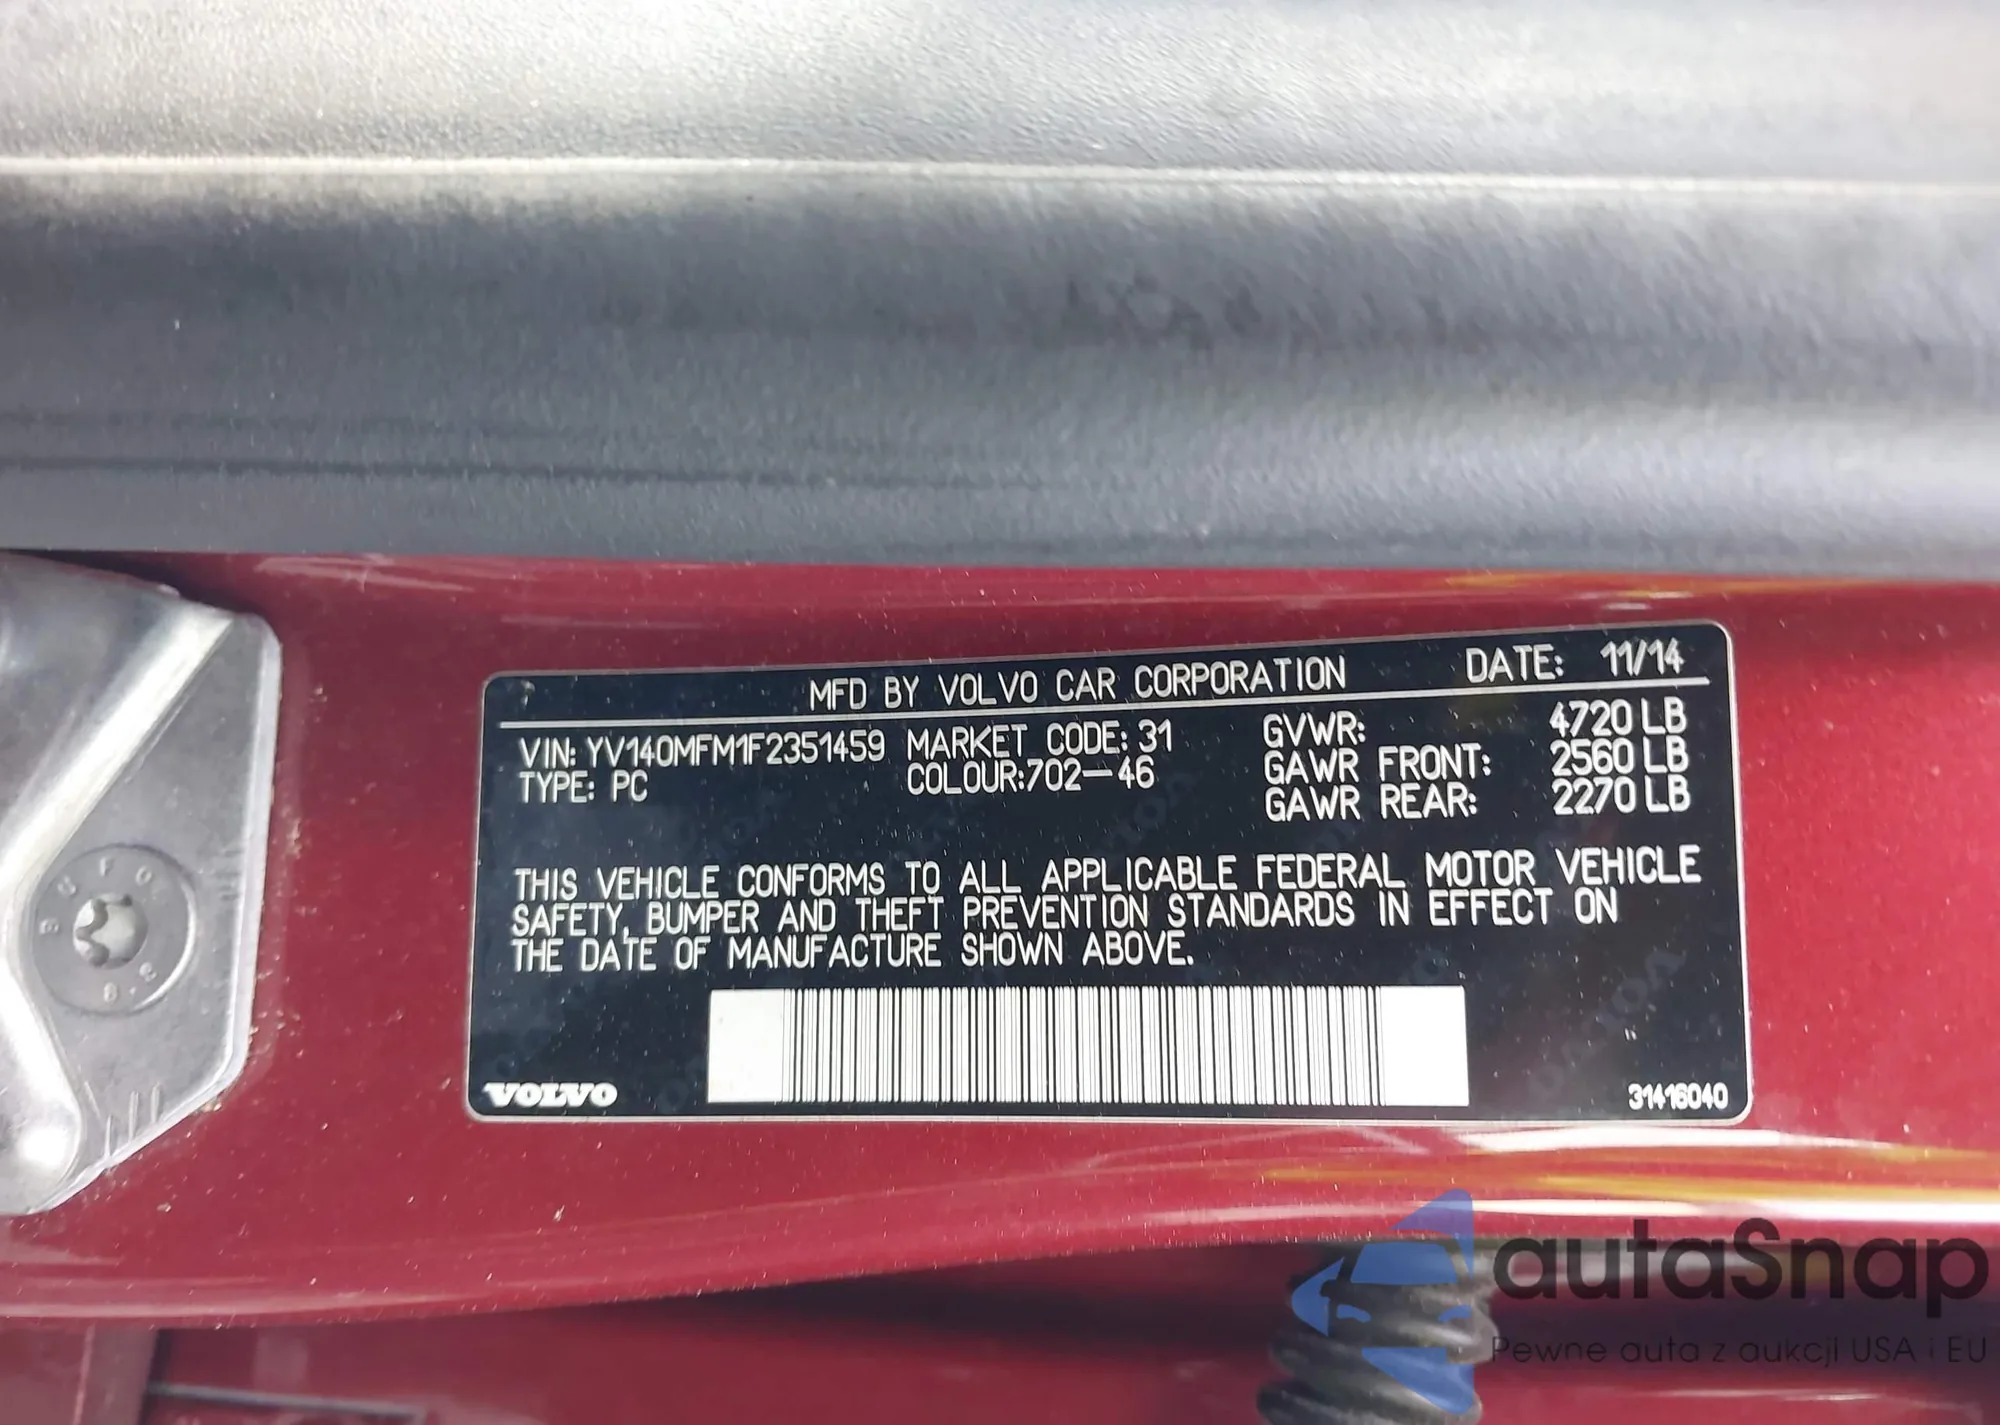 MFD BY VOLVO CAR CORPORATION DATE: 11/14
VIN: YV140MFM1F2351459 MARKET CODE: 31 GVWR: 4720 LB
TYPE: PC COLOUR:702-46 GAWR FRONT: 2560 LB
GAWR REAR: 2270 LB
THIS VEHICLE CONFORMS TO ALL APPLICABLE FEDERAL MOTOR VEHICLE
SAFETY, BUMPER AND THEFT PREVENTION STANDARDS IN EFFECT ON
THE DATE OF MANUFACTURE SHOWN ABOVE.
VOLVO
31416040
autaSnap
Pewne auta z aukcji USA i EU